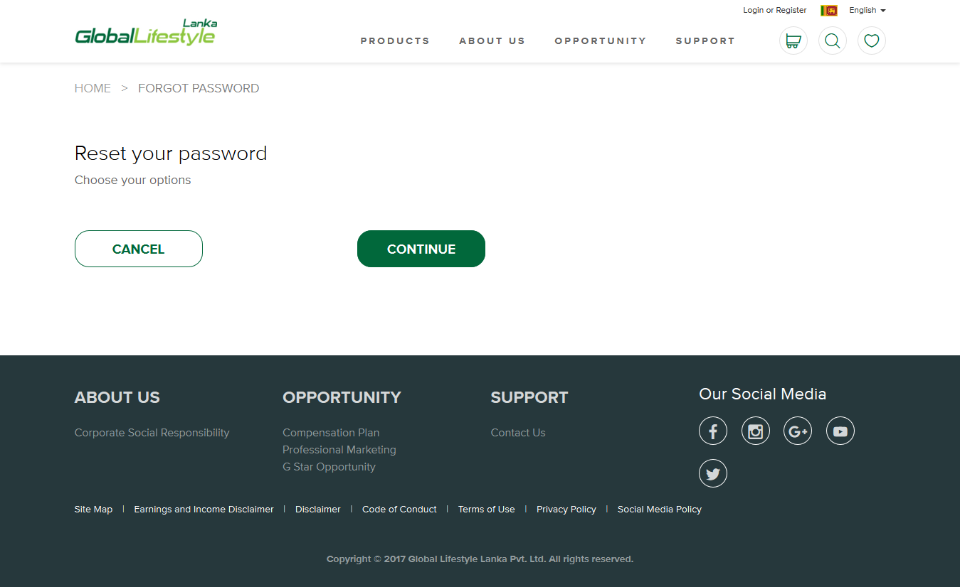 Login or Register English
Lanka
GlobalLifestyle
PRODUCTS ABOUT US OPPORTUNITY SUPPORT
HOME > FORGOT PASSWORD
Reset your password
Choose your options
CANCEL CONTINUE
ABOUT US OPPORTUNITY SUPPORT Our Social Media
Corporate Social Responsibility Compensation Plan Contact Us
Professional Marketing
G Star Opportunity
Site Map | Earnings and Income Disclaimer | Disclaimer | Code of Conduct | Terms of Use | Privacy Policy | Social Media Policy
Copyright © 2017 Global Lifestyle Lanka Pvt. Ltd. All rights reserved.